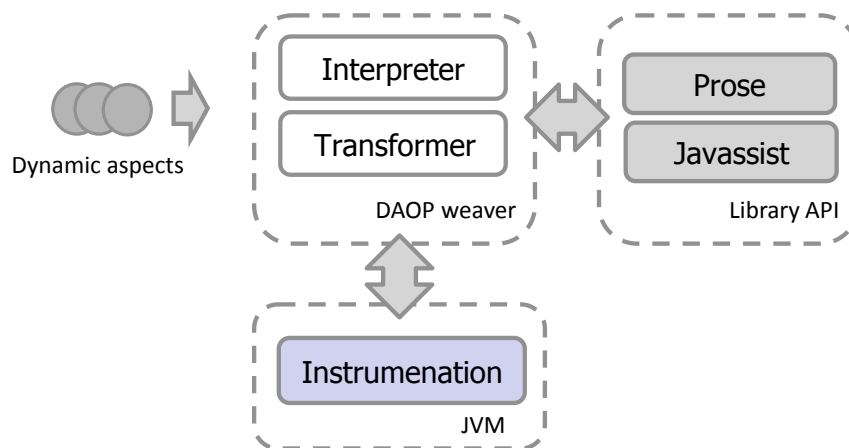 Interpreter
Transformer
DAOP weaver
Dynamic aspects
Prose
Javassist
Library API
Instrumenation
JVM